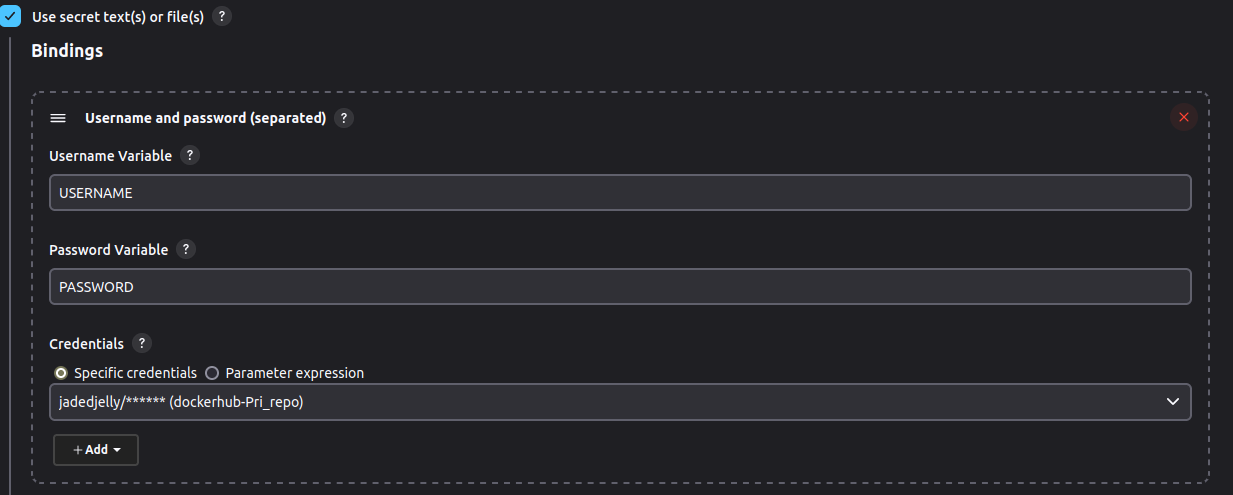 Use secret text(s) or file(s) ?
Bindings
Username and password (separated) ?
Username Variable ?
USERNAME
Password Variable ?
PASSWORD
Credentials ?
Specific credentials Parameter expression
jadedjelly/****** (dockerhub-Pri_repo)
+ Add